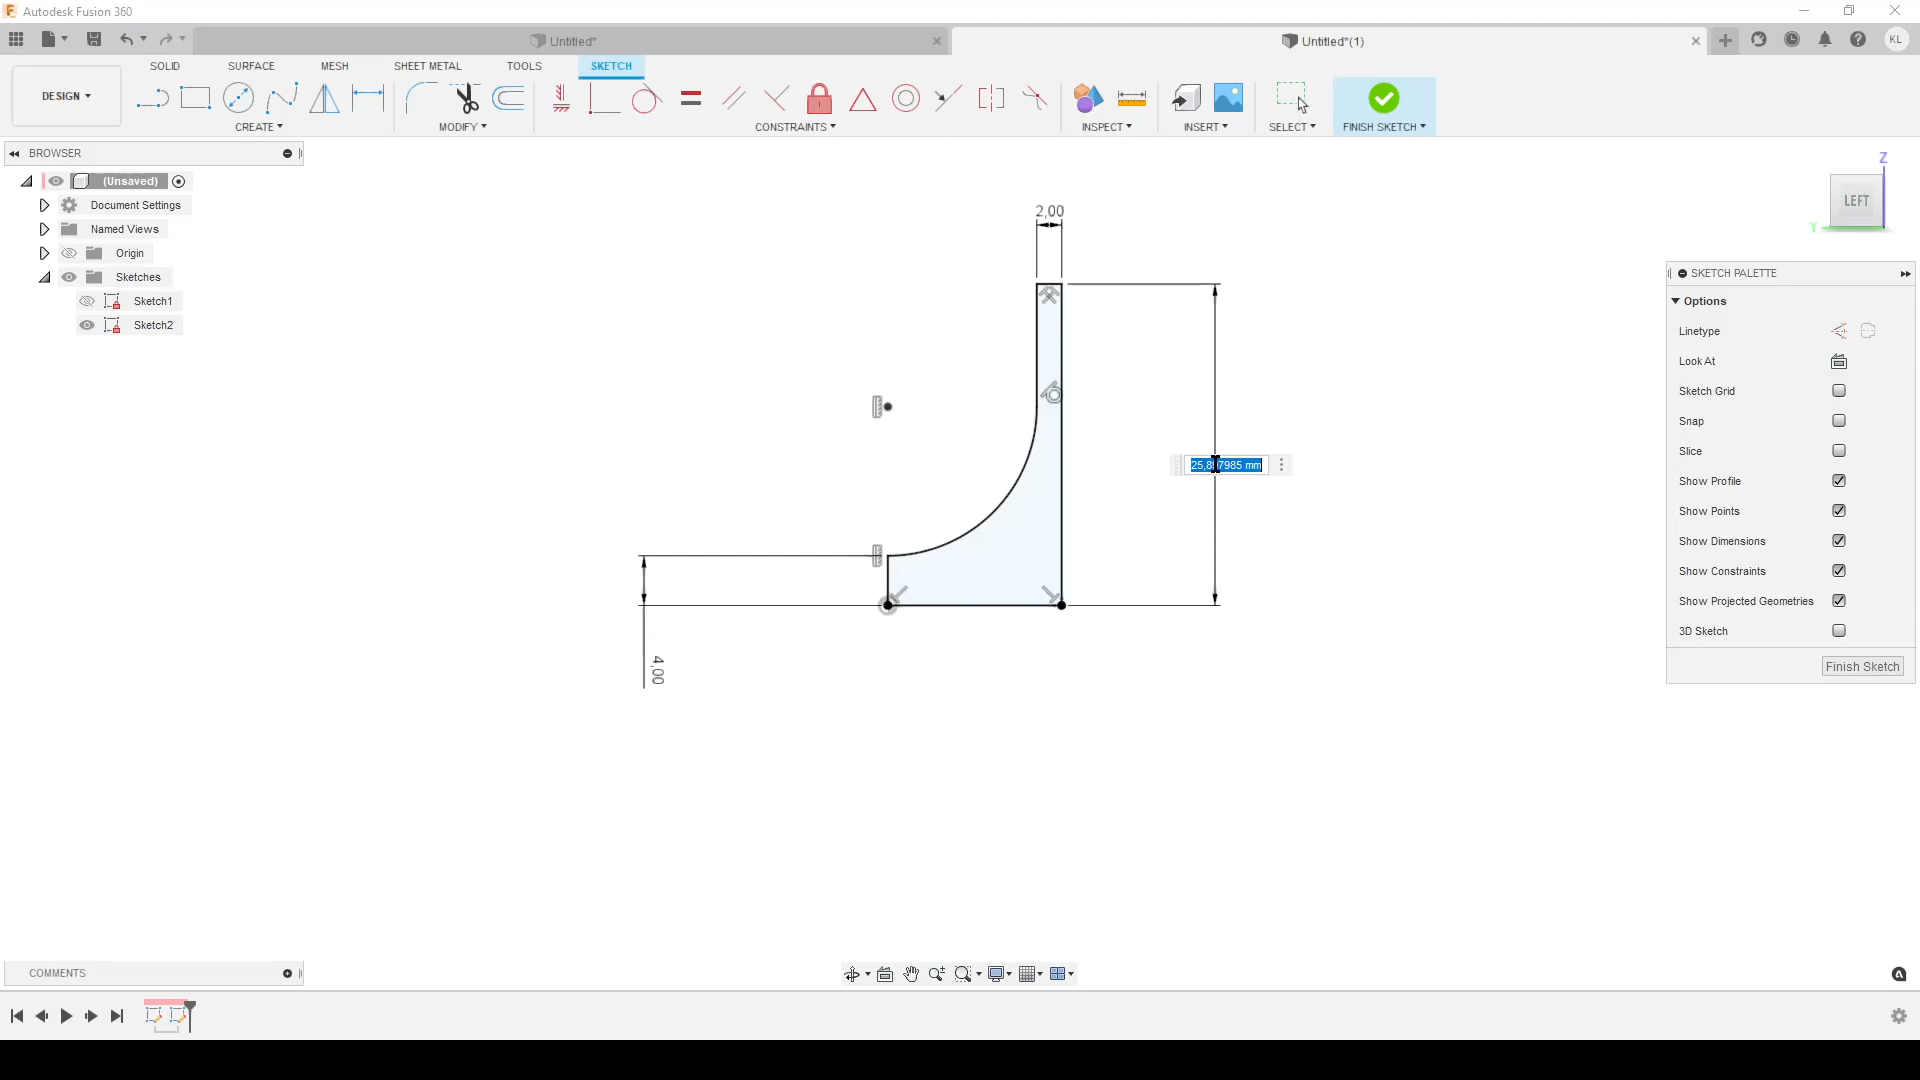 Autodesk Fusion 360
Untitled*
Untitled*(1)
KL
DESIGN
SOLID
SURFACE
MESH
SHEET METAL
TOOLS
SKETCH
CREATE
MODIFY
CONSTRAINTS
INSPECT
INSERT
SELECT
FINISH SKETCH
BROWSER
(Unsaved)
Document Settings
Named Views
Origin
Sketches
Sketch1
Sketch2
2,00
4,00
Z
LEFT
Y
SKETCH PALETTE
Options
Linetype
Look At
Sketch Grid
Snap
Slice
Show Profile
Show Points
Show Dimensions
Show Constraints
Show Projected Geometries
3D Sketch
Finish Sketch
COMMENTS